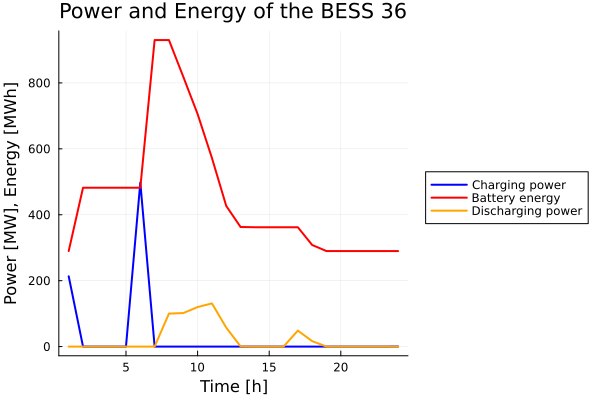 Power and Energy of the BESS 36
Power [MW], Energy [MWh]
800
600
400
200
0
5 10 15 20
Time [h]
Charging power
Battery energy
Discharging power